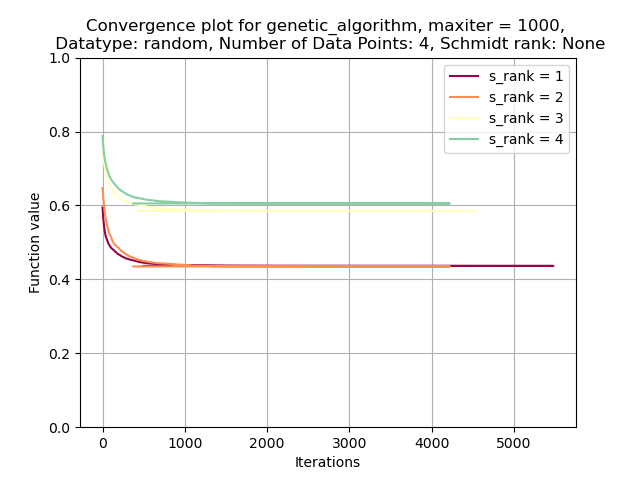 Convergence plot for genetic_algorithm, maxiter = 1000,
Datatype: random, Number of Data Points: 4, Schmidt rank: None
1.0
0.8
0.6
0.4
0.2
0.0
Function value
s_rank = 1
s_rank = 2
s_rank = 3
s_rank = 4
0 1000 2000 3000 4000 5000
Iterations